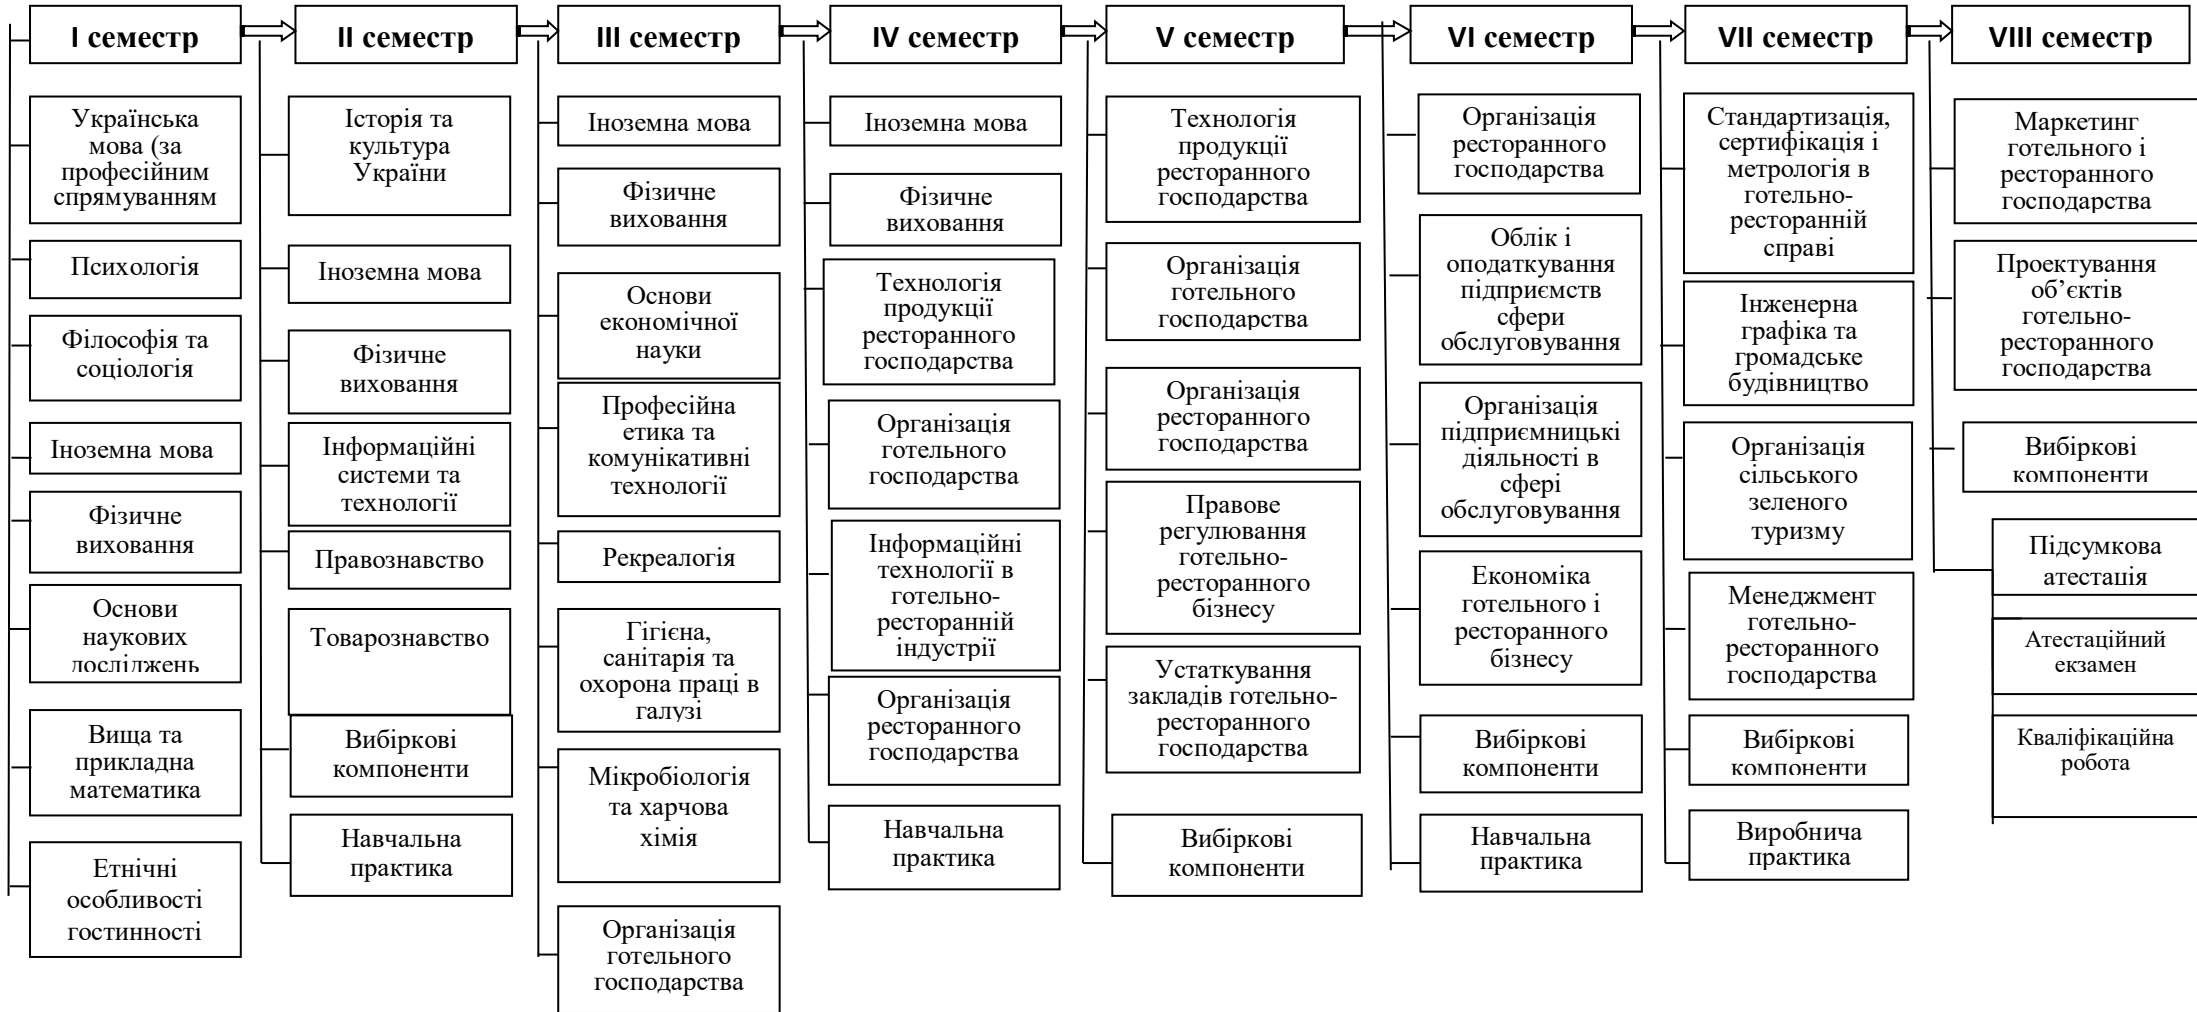 I семестр
II семестр
III семестр
IV семестр
V семестр
VI семестр
VII семестр
VIII семестр
Українська
мова (за
професійним
спрямуванням
Психологія
Філософія та
соціологія
Іноземна мова
Фізичне
виховання
Основи
наукових
досліджень
Вища та
прикладна
математика
Етнічні
особливості
гостинності
Історія та
культура
України
Іноземна мова
Фізичне
виховання
Інформаційні
системи та
технології
Правознавство
Товарознавство
Вибіркові
компоненти
Навчальна
практика
Іноземна мова
Фізичне
виховання
Основи
економічної
науки
Професійна
етика та
комунікативні
технології
Рекреалогія
Гігієна,
санітарія та
охорона праці в
галузі
Мікробіологія
та харчова
хімія
Організація
готельного
господарства
Іноземна мова
Фізичне
виховання
Технологія
продукції
ресторанного
господарства
Організація
готельного
господарства
Інформаційні
технології в
готельно-
ресторанній
індустрії
Організація
ресторанного
господарства
Навчальна
практика
Технологія
продукції
ресторанного
господарства
Організація
готельного
господарства
Організація
ресторанного
господарства
Правове
регулювання
готельно-
ресторанного
бізнесу
Устаткування
закладів готельно-
ресторанного
господарства
Вибіркові
компоненти
Організація
ресторанного
господарства
Облік і
оподаткування
підприємств
сфери
обслуговування
Організація
підприємницькі
діяльності в
сфері
обслуговування
Економіка
готельного і
ресторанного
бізнесу
Вибіркові
компоненти
Навчальна
практика
Стандартизація,
сертифікація і
метрологія в
готельно-
ресторанній
справі
Інженерна
графіка та
громадське
будівництво
Організація
сільського
зеленого
туризму
Менеджмент
готельно-
ресторанного
господарства
Вибіркові
компоненти
Виробнича
практика
Маркетинг
готельного і
ресторанного
господарства
Проектування
об’єктів
готельно-
ресторанного
господарства
Вибіркові
компоненти
Підсумкова
атестація
Атестаційний
екзамен
Кваліфікаційна
робота